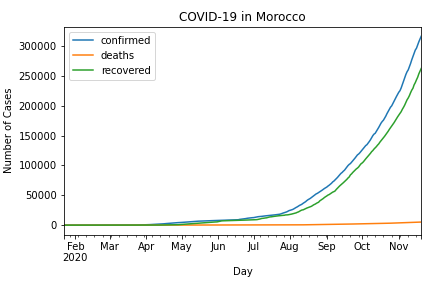 COVID-19 in Morocco
confirmed
deaths
recovered
300000
250000
200000
150000
100000
50000
0
Number of Cases
Feb Mar Apr May Jun Jul Aug Sep Oct Nov
2020
Day